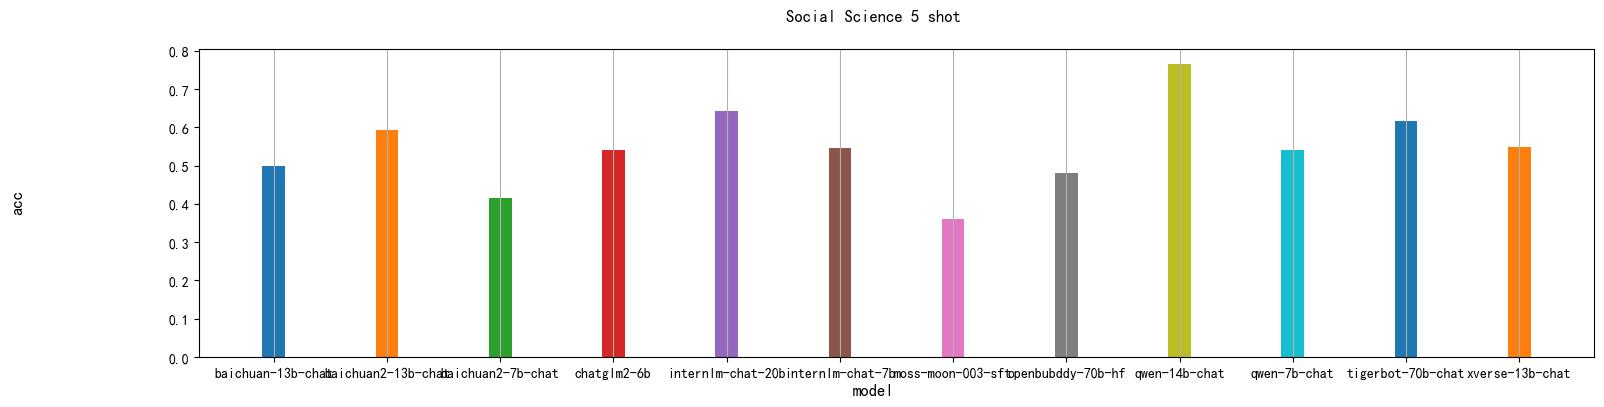 Social Science 5 shot
acc
0.8
0.7
0.6
0.5
0.4
0.3
0.2
0.1
0.0
baichuan-13b-chat baichuan2-13b-chat baichuan2-7b-chat chatglm2-6b internlm-chat-20b internlm-chat-7b moss-moon-003-sft openbubddy-70b-hf qwen-14b-chat qwen-7b-chat tigerbot-70b-chat xverse-13b-chat
model